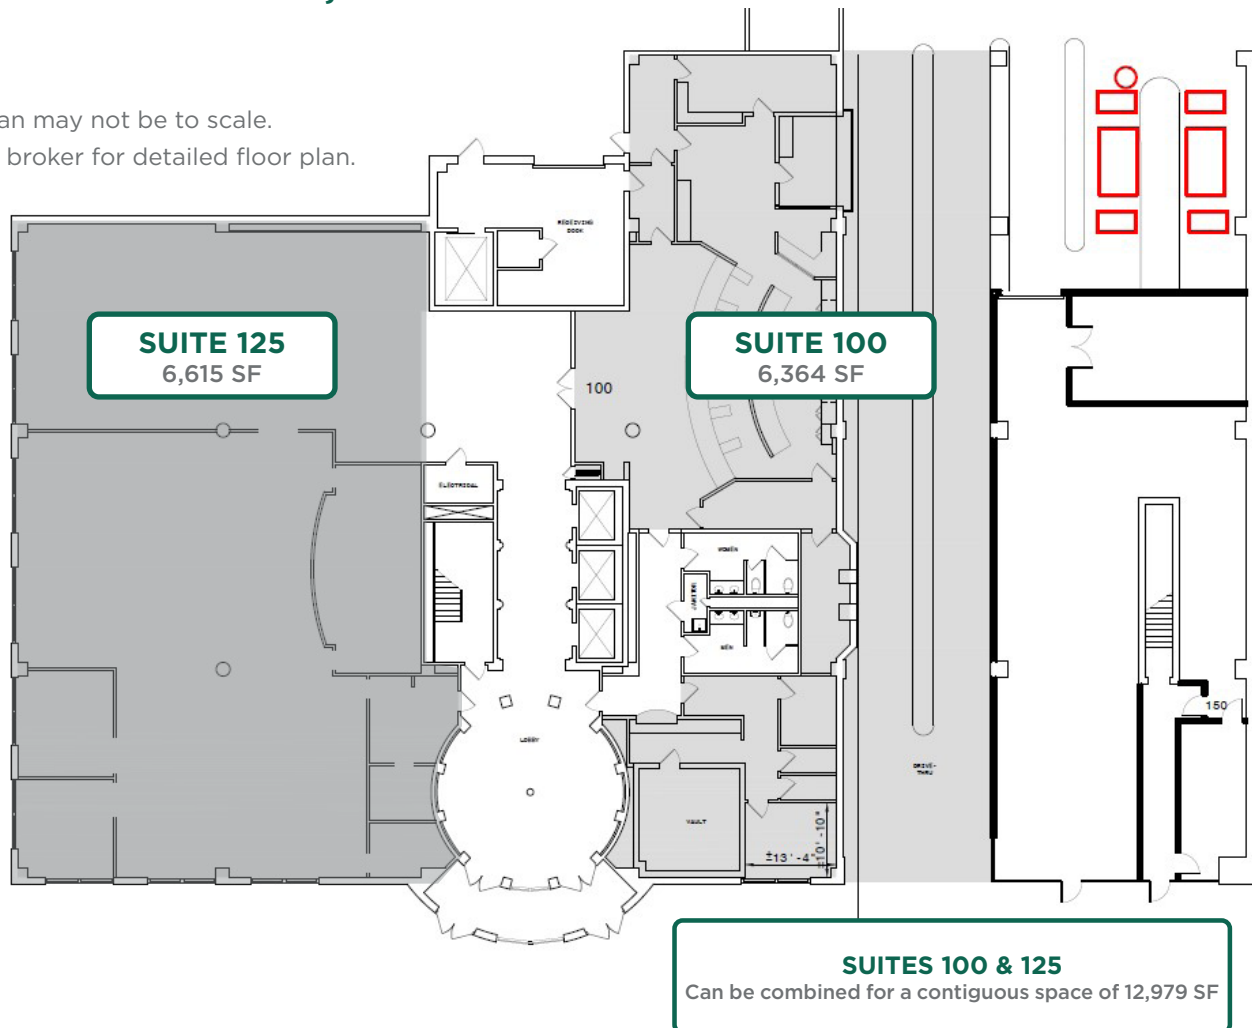 an may not be to scale.
broker for detailed floor plan.
RECEIVING
DOCK
SUITE 125
6,615 SF
SUITE 100
6,364 SF
100
ELECTRICAL
WOMEN
JANITOR
MEN
LOBBY
150
DRIVE-
THRU
VAULT
±13'-4"
±10'-10"
SUITES 100 & 125
Can be combined for a contiguous space of 12,979 SF